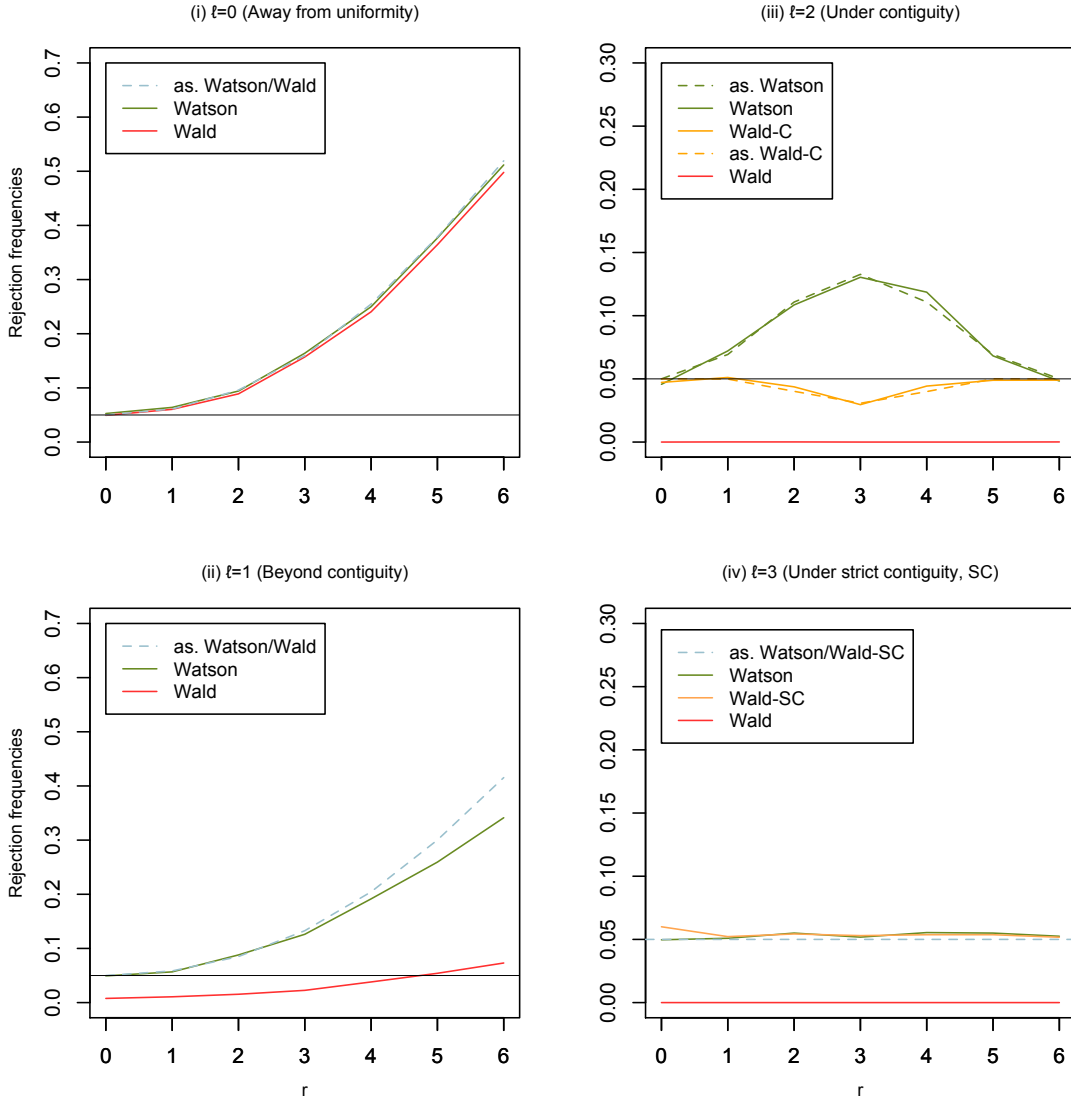 (i) ℓ=0 (Away from uniformity)
Rejection frequencies
0.0 0.1 0.2 0.3 0.4 0.5 0.6 0.7
as. Watson/Wald
Watson
Wald
0 1 2 3 4 5 6
(iii) ℓ=2 (Under contiguity)
0.00 0.05 0.10 0.15 0.20 0.25 0.30
as. Watson
Watson
Wald-C
as. Wald-C
Wald
0 1 2 3 4 5 6
(ii) ℓ=1 (Beyond contiguity)
Rejection frequencies
0.0 0.1 0.2 0.3 0.4 0.5 0.6 0.7
as. Watson/Wald
Watson
Wald
0 1 2 3 4 5 6
r
(iv) ℓ=3 (Under strict contiguity, SC)
0.00 0.05 0.10 0.15 0.20 0.25 0.30
as. Watson/Wald-SC
Watson
Wald-SC
Wald
0 1 2 3 4 5 6
r